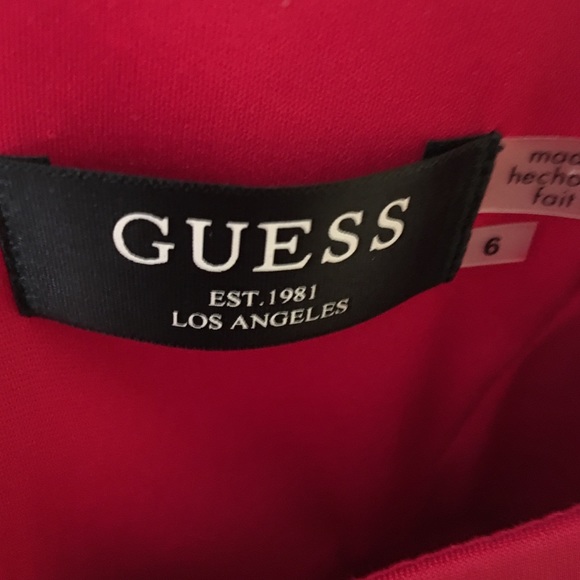 GUESS
EST.1981
LOS ANGELES
hecho
fait
6